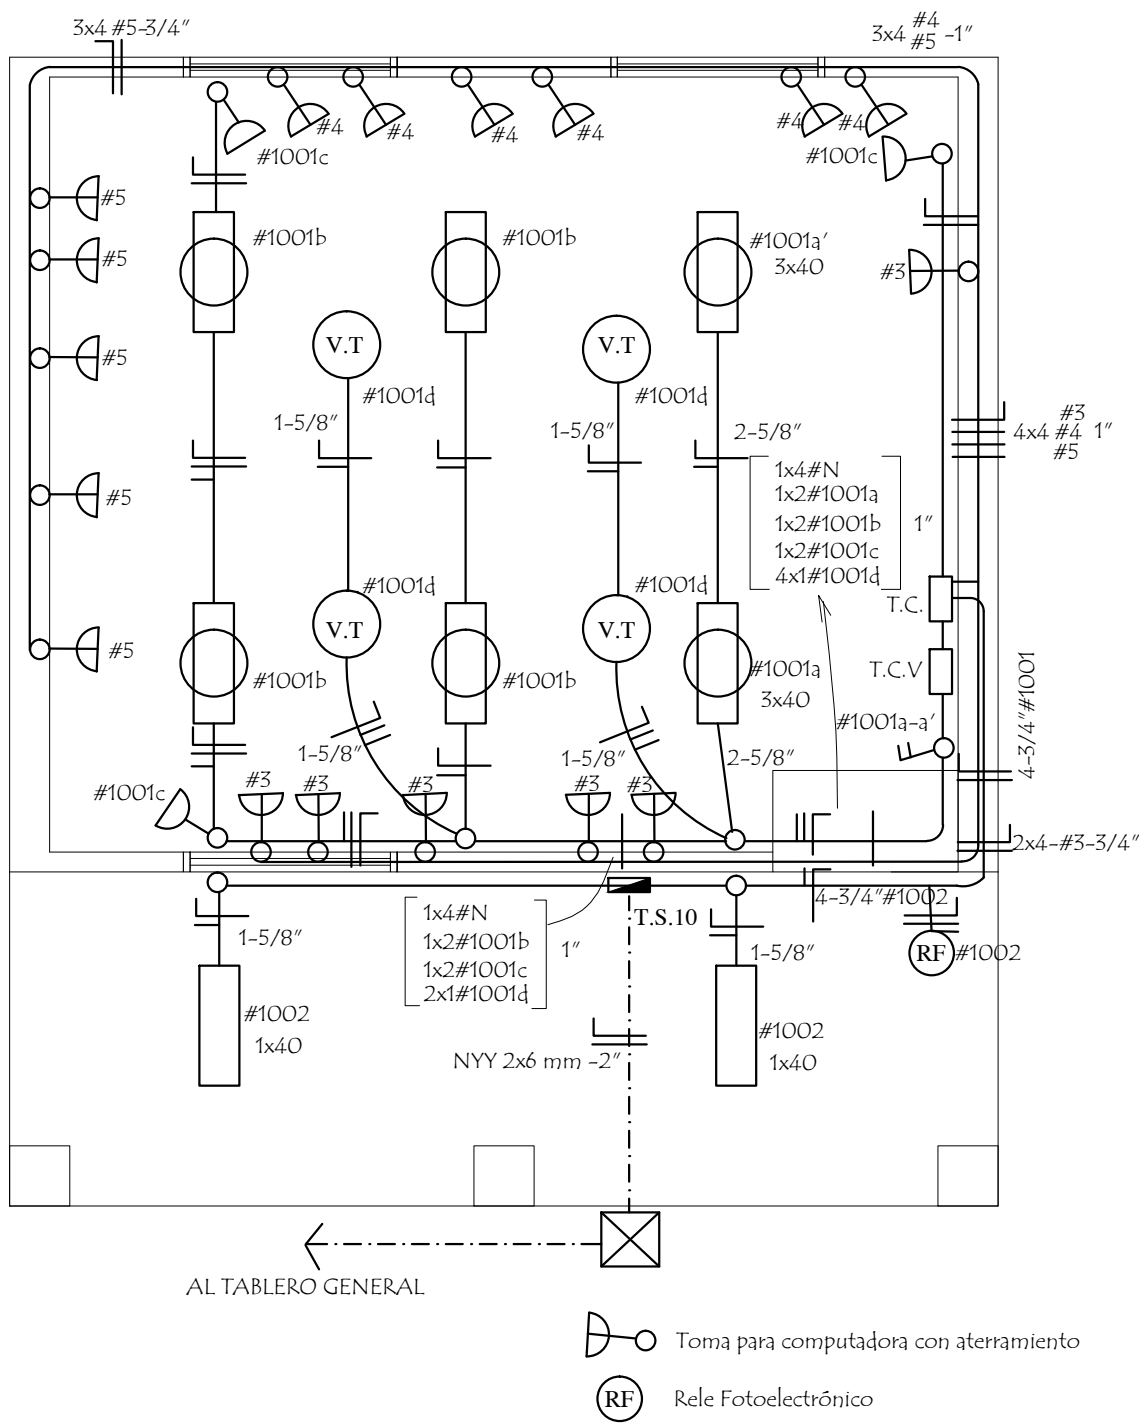 3x4 #5-3/4"
3x4 #4 #5 -1"
#4
#4
#4
#4
#4
#4
#1001c
#1001c
#5
#5
#5
#5
#5
#3
#1001b
#1001b
#1001a'
3x40
V.T
V.T
#1001d
#1001d
1-5/8"
1-5/8"
2-5/8"
#3
4x4 #4 1"
#5
1x4#N
1x2#1001a
1x2#1001b
1x2#1001c
4x1#1001d
1"
#1001d
#1001d
V.T
V.T
T.C.
T.C.V
#1001b
#1001b
#1001a
3x40
#1001a-a'
4-3/4"#1001
1-5/8"
1-5/8"
2-5/8"
#1001c
#3
#3
#3
#3
#3
2x4-#3-3/4"
4-3/4"#1002
T.S.10
1x4#N
1x2#1001b
1x2#1001c
2x1#1001d
1"
1-5/8"
1-5/8"
RF #1002
#1002
1x40
#1002
1x40
NYY 2x6 mm -2"
AL TABLERO GENERAL
Toma para computadora con aterramiento
RF Rele Fotoelectrónico